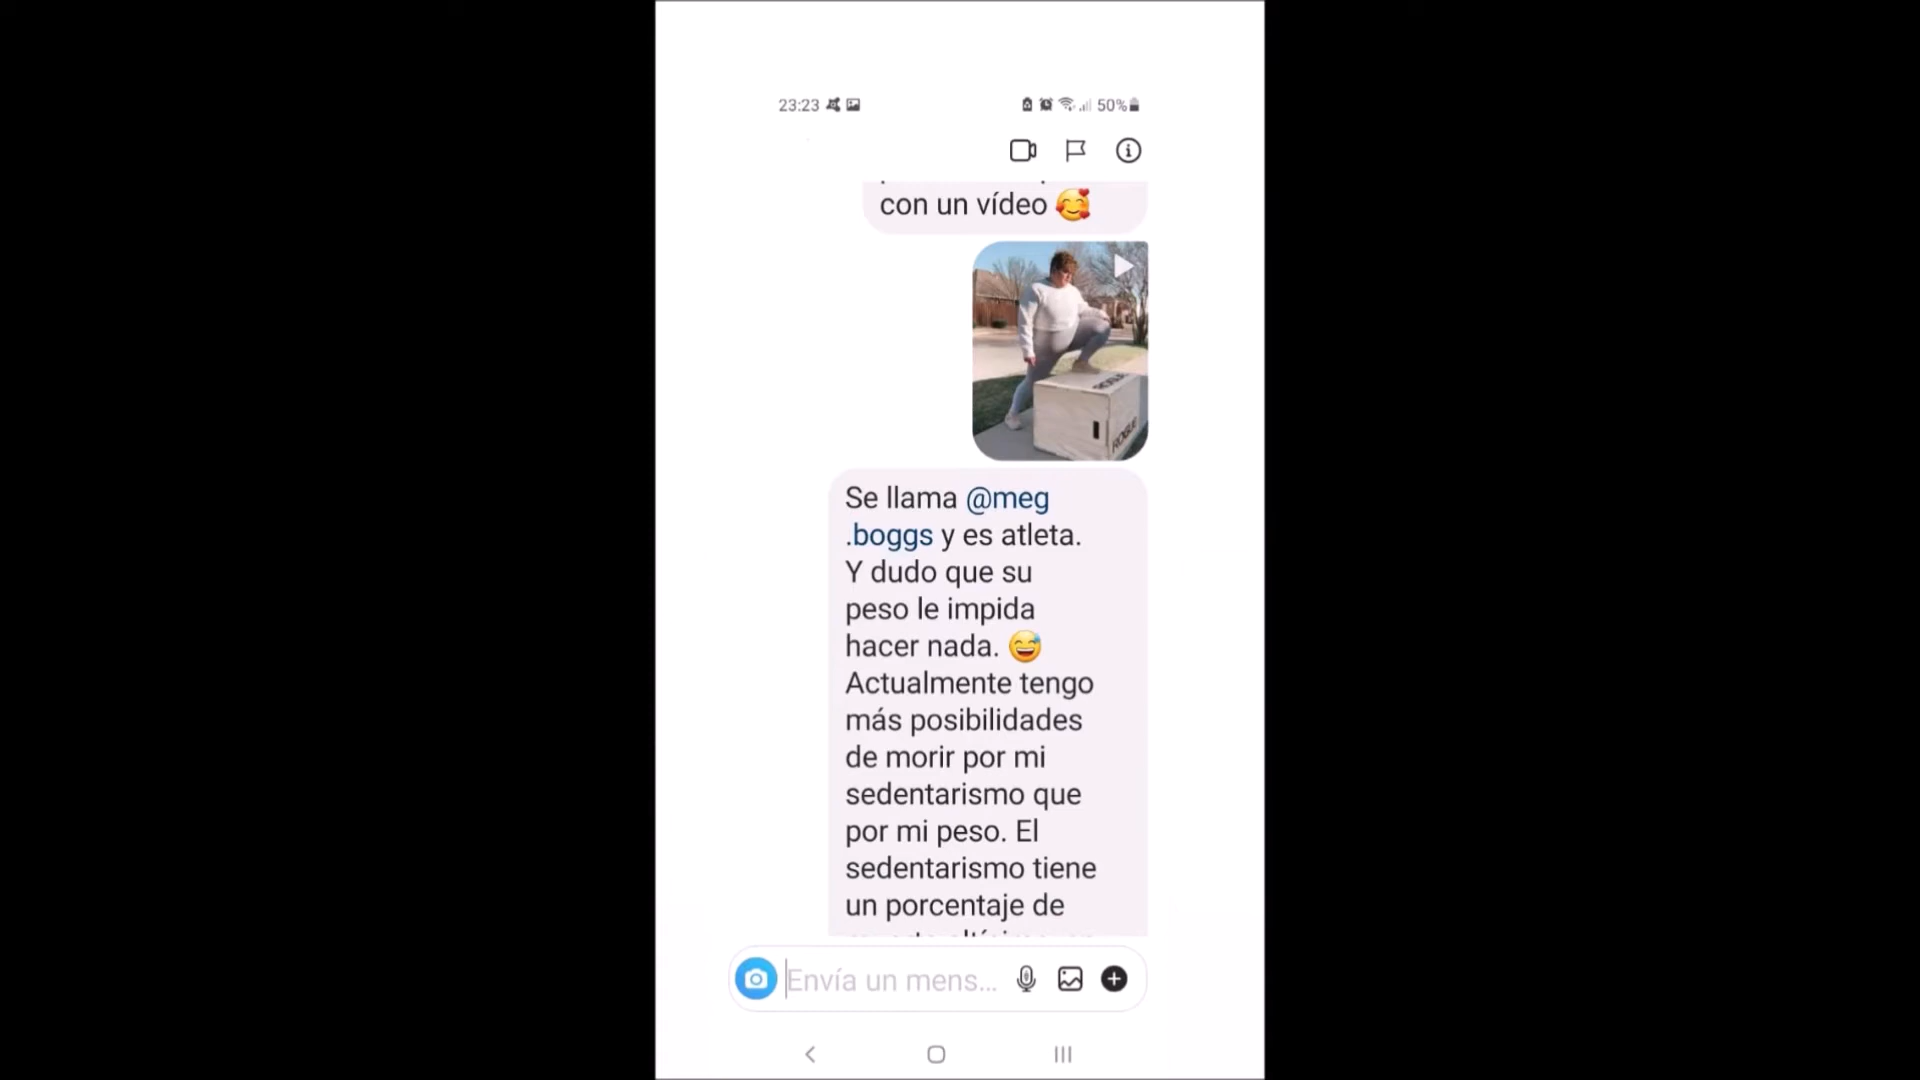 23:23
50%
con un vídeo 🥰
ROGUE
ROGUE
Se llama @meg
.boggs y es atleta.
Y dudo que su
peso le impida
hacer nada. 😅
Actualmente tengo
más posibilidades
de morir por mi
sedentarismo que
por mi peso. El
sedentarismo tiene
un porcentaje de
Envía un mens...